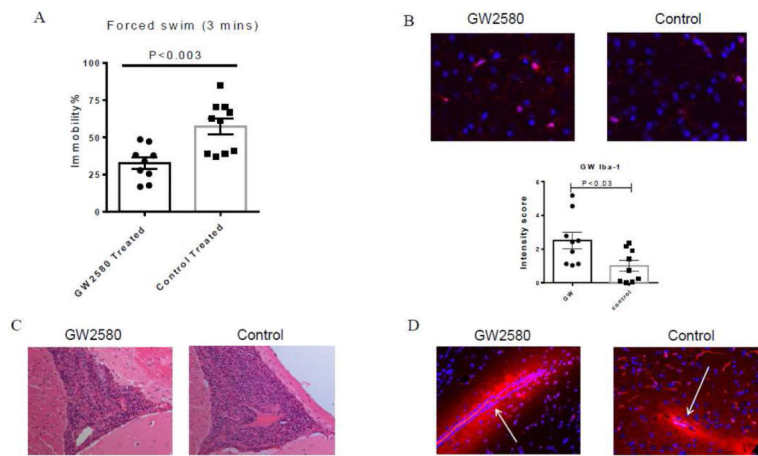 A
Forced swim (3 mins)
P<0.003
Immobility%
100
75
50
25
0
GW2580 Treated
Control Treated
B
GW2580
Control
GW Iba-1
P<0.03
Intensity score
6
4
2
0
GW
control
C
GW2580
Control
D
GW2580
Control